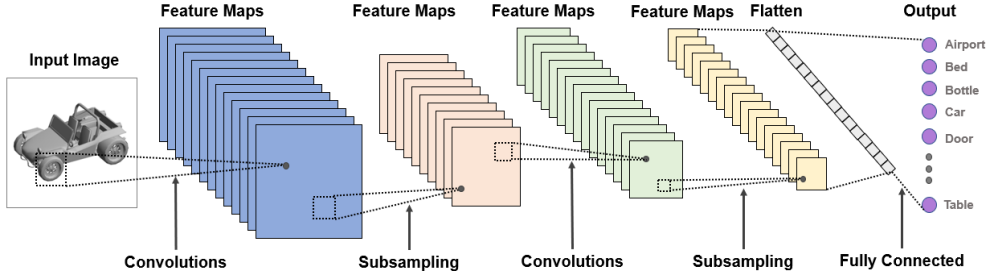 Feature Maps
Feature Maps
Feature Maps
Feature Maps
Flatten
Output
Input Image
Airport
Bed
Bottle
Car
Door
Table
Convolutions
Subsampling
Convolutions
Subsampling
Fully Connected